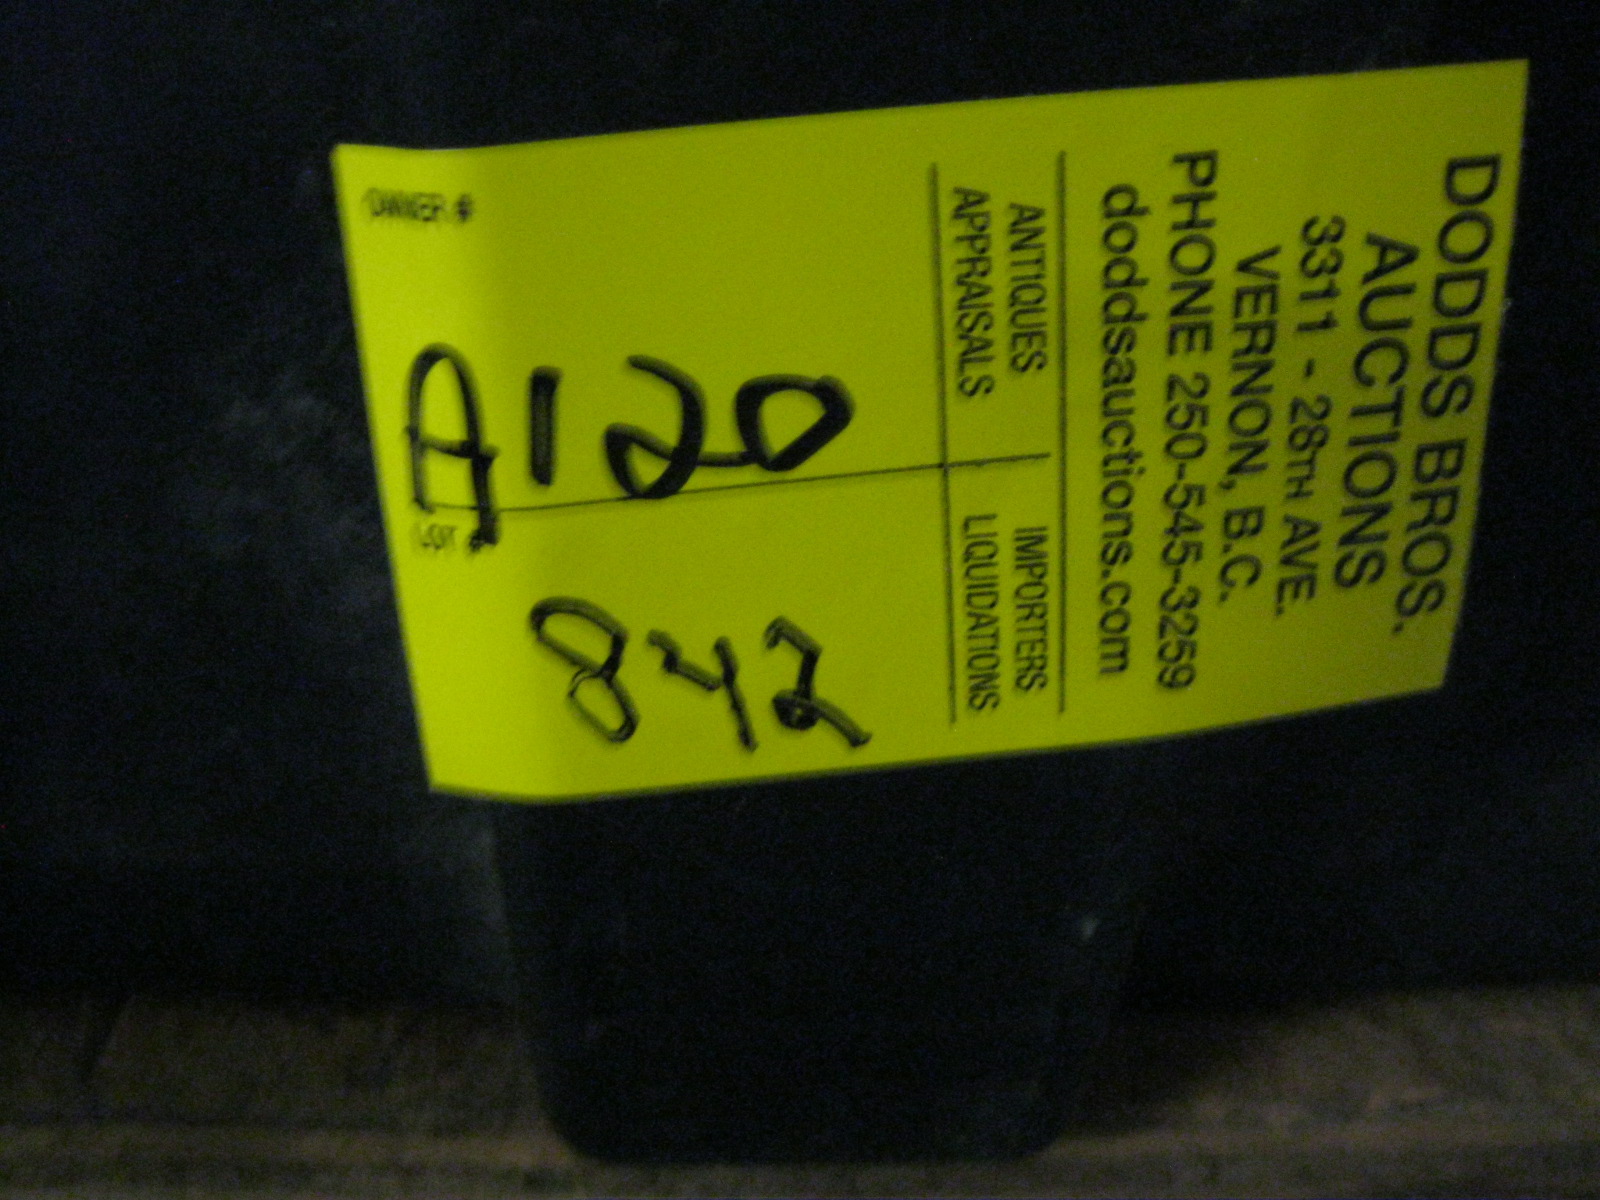 DODDS BROS.
AUCTIONS
3311 - 28TH AVE.
VERNON, B.C.
PHONE 250-545-3259
doddsauctions.com
ANTIQUES IMPORTERS
APPRAISALS LIQUIDATIONS
OWNER #
A120
LOT #
842